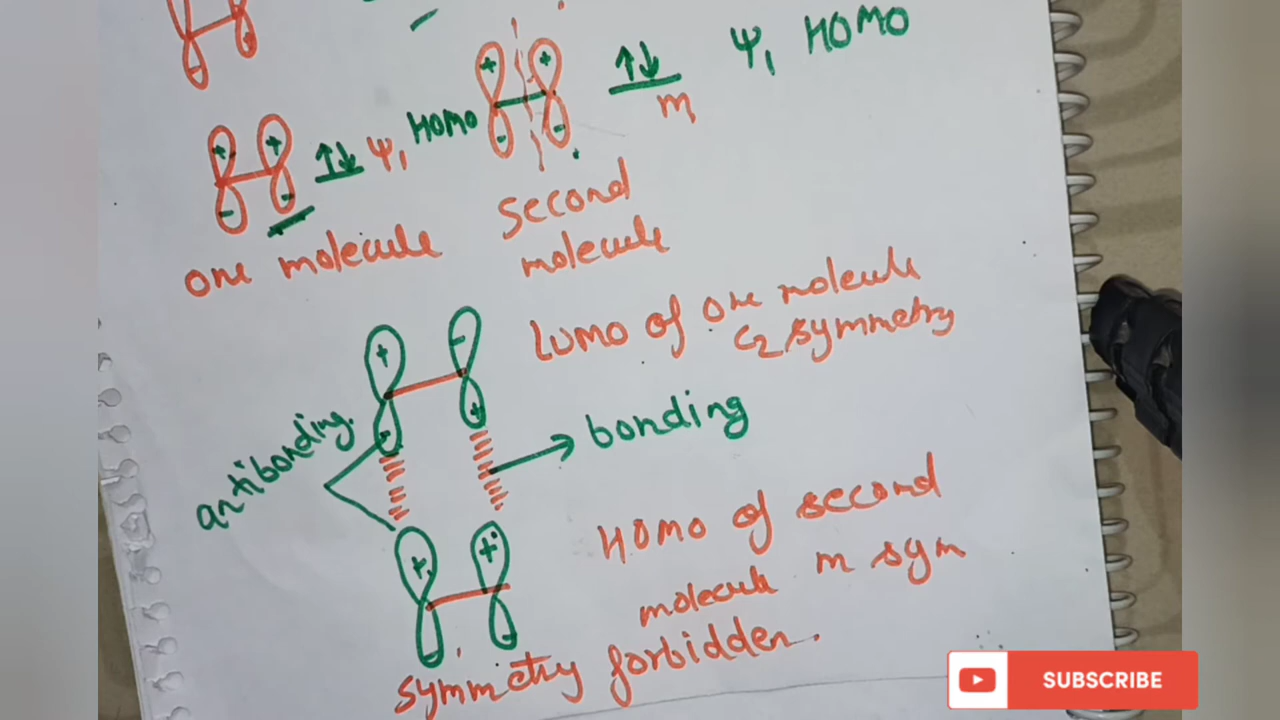 ↑↓ Ψ₁ HOMO
+ +
m
+ + ↑↓ Ψ₁ HOMO
- -
- -
one molecule
second
molecule
LUMO of one molecule
C₂ symmetry
+ -
- +
antibonding.
bonding
HOMO of second
molecule m sym
+ +
- -
symmetry forbidden.
SUBSCRIBE